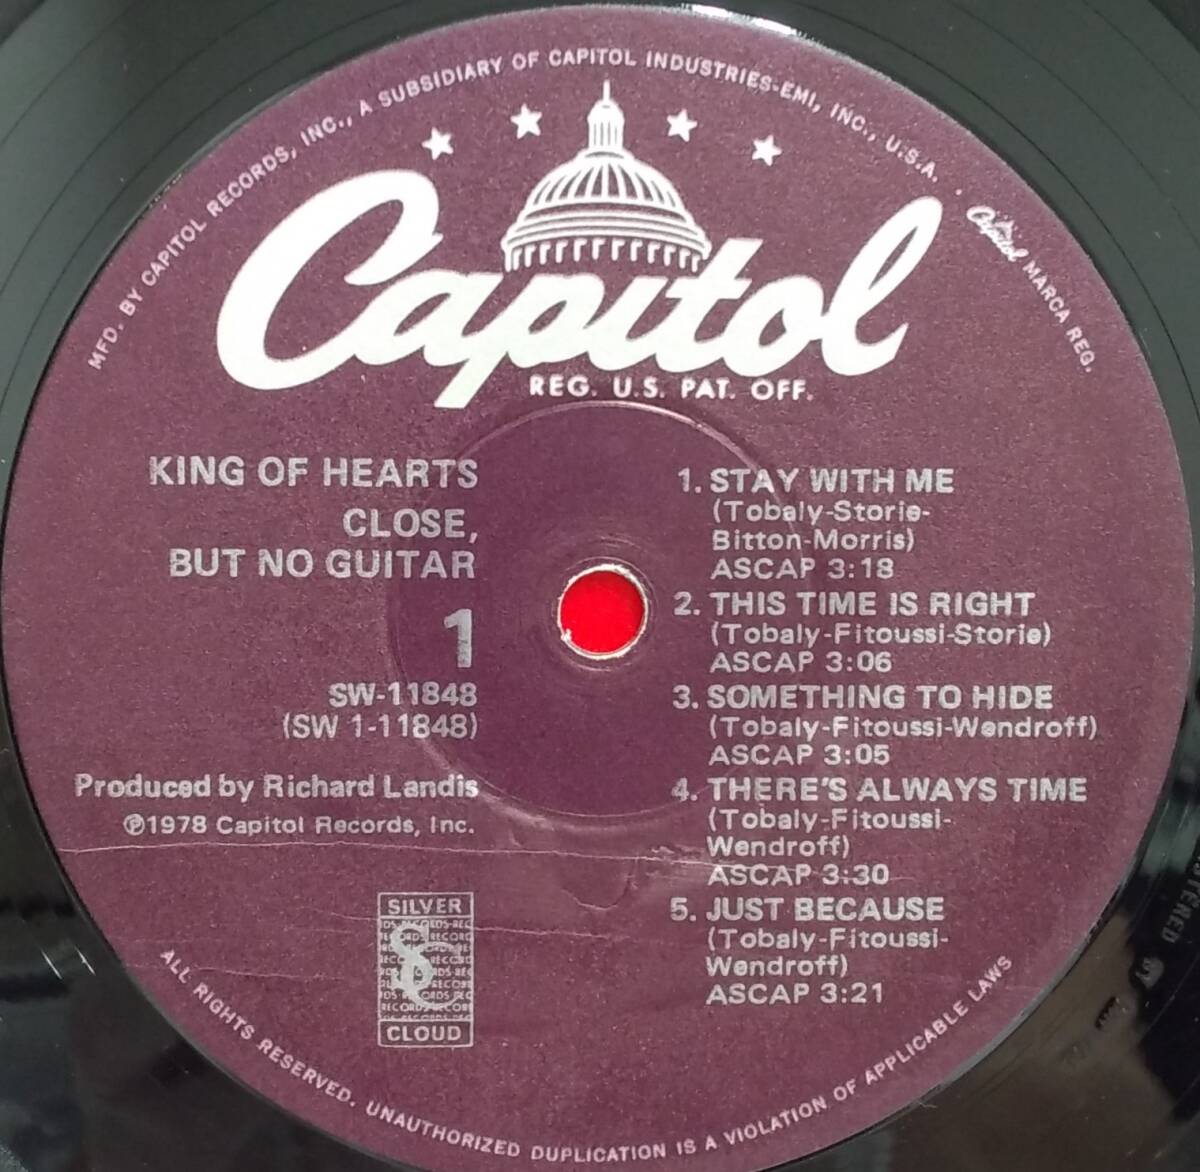 MFD. BY CAPITOL RECORDS, INC., A SUBSIDIARY OF CAPITOL INDUSTRIES-EMI, INC., U.S.A. . Capitol MARCA REG.
Capitol
REG. U.S. PAT. OFF.
KING OF HEARTS
CLOSE,
BUT NO GUITAR
1
SW-11848
(SW 1-11848)
Produced by Richard Landis
℗1978 Capitol Records, Inc.
SILVER
CLOUD
1. STAY WITH ME
(Tobaly-Storie-
Bitton-Morris)
ASCAP 3:18
2. THIS TIME IS RIGHT
(Tobaly-Fitoussi-Storie)
ASCAP 3:06
3. SOMETHING TO HIDE
(Tobaly-Fitoussi-Wendroff)
ASCAP 3:05
4. THERE'S ALWAYS TIME
(Tobaly-Fitoussi-
Wendroff)
ASCAP 3:30
5. JUST BECAUSE
(Tobaly-Fitoussi-
Wendroff)
ASCAP 3:21
ALL RIGHTS RESERVED. UNAUTHORIZED DUPLICATION IS A VIOLATION OF APPLICABLE LAWS